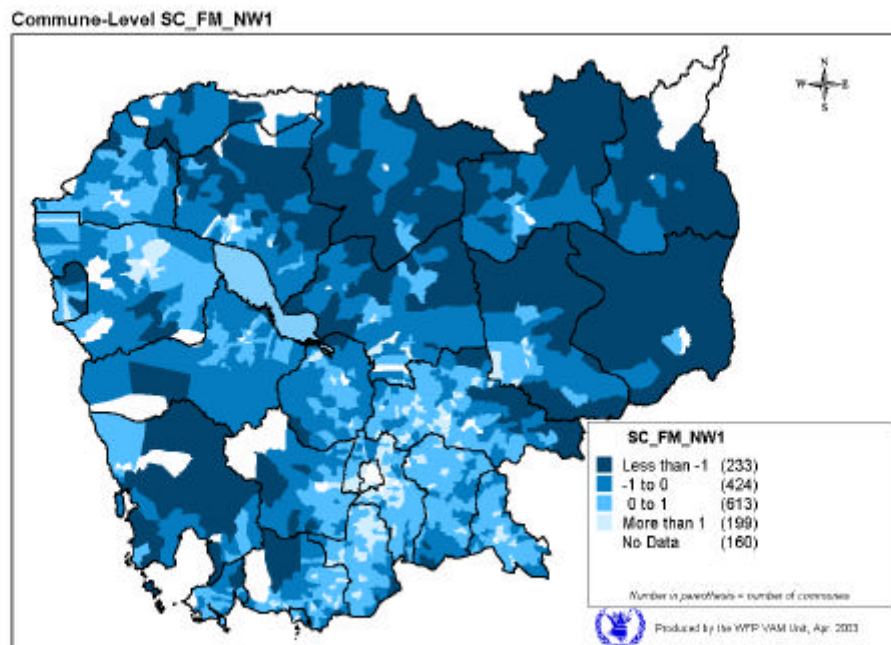 Commune-Level SC_FM_NW1
N
W E
S
SC_FM_NW1
Less than -1 (233)
-1 to 0 (424)
0 to 1 (613)
More than 1 (199)
No Data (160)
Number in parenthesis = number of communes
Produced by the WFP VAM Unit, Apr. 2003